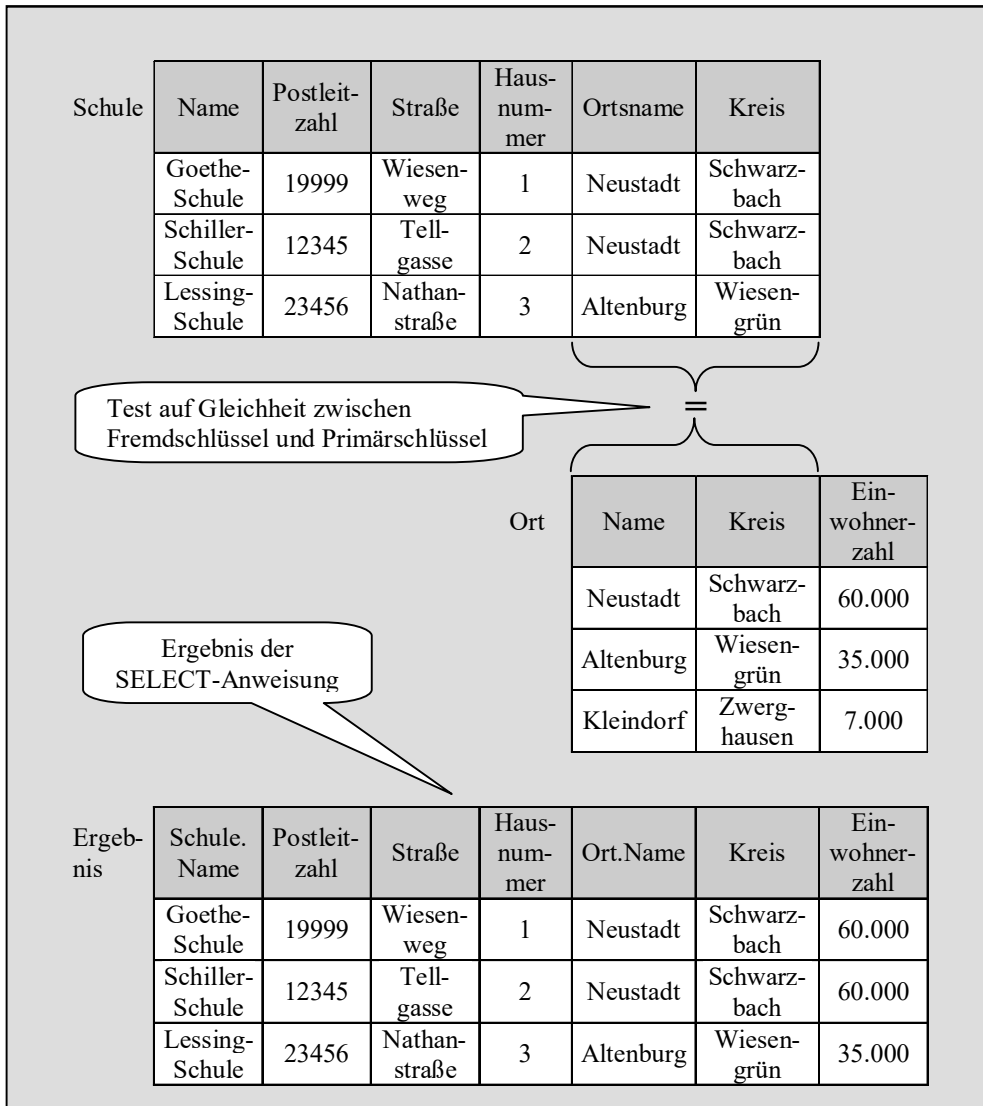 Schule Name Postleit- zahl Straße Haus- num- mer Ortsname Kreis
Goethe- Schule 19999 Wiesen- weg 1 Neustadt Schwarz- bach
Schiller- Schule 12345 Tell- gasse 2 Neustadt Schwarz- bach
Lessing- Schule 23456 Nathan- straße 3 Altenburg Wiesen- grün
Test auf Gleichheit zwischen
Fremdschlüssel und Primärschlüssel
=
Ort Name Kreis Ein- wohner- zahl
Neustadt Schwarz- bach 60.000
Altenburg Wiesen- grün 35.000
Kleindorf Zwerg- hausen 7.000
Ergebnis der
SELECT-Anweisung
Ergeb- nis Schule. Name Postleit- zahl Straße Haus- num- mer Ort.Name Kreis Ein- wohner- zahl
Goethe- Schule 19999 Wiesen- weg 1 Neustadt Schwarz- bach 60.000
Schiller- Schule 12345 Tell- gasse 2 Neustadt Schwarz- bach 60.000
Lessing- Schule 23456 Nathan- straße 3 Altenburg Wiesen- grün 35.000